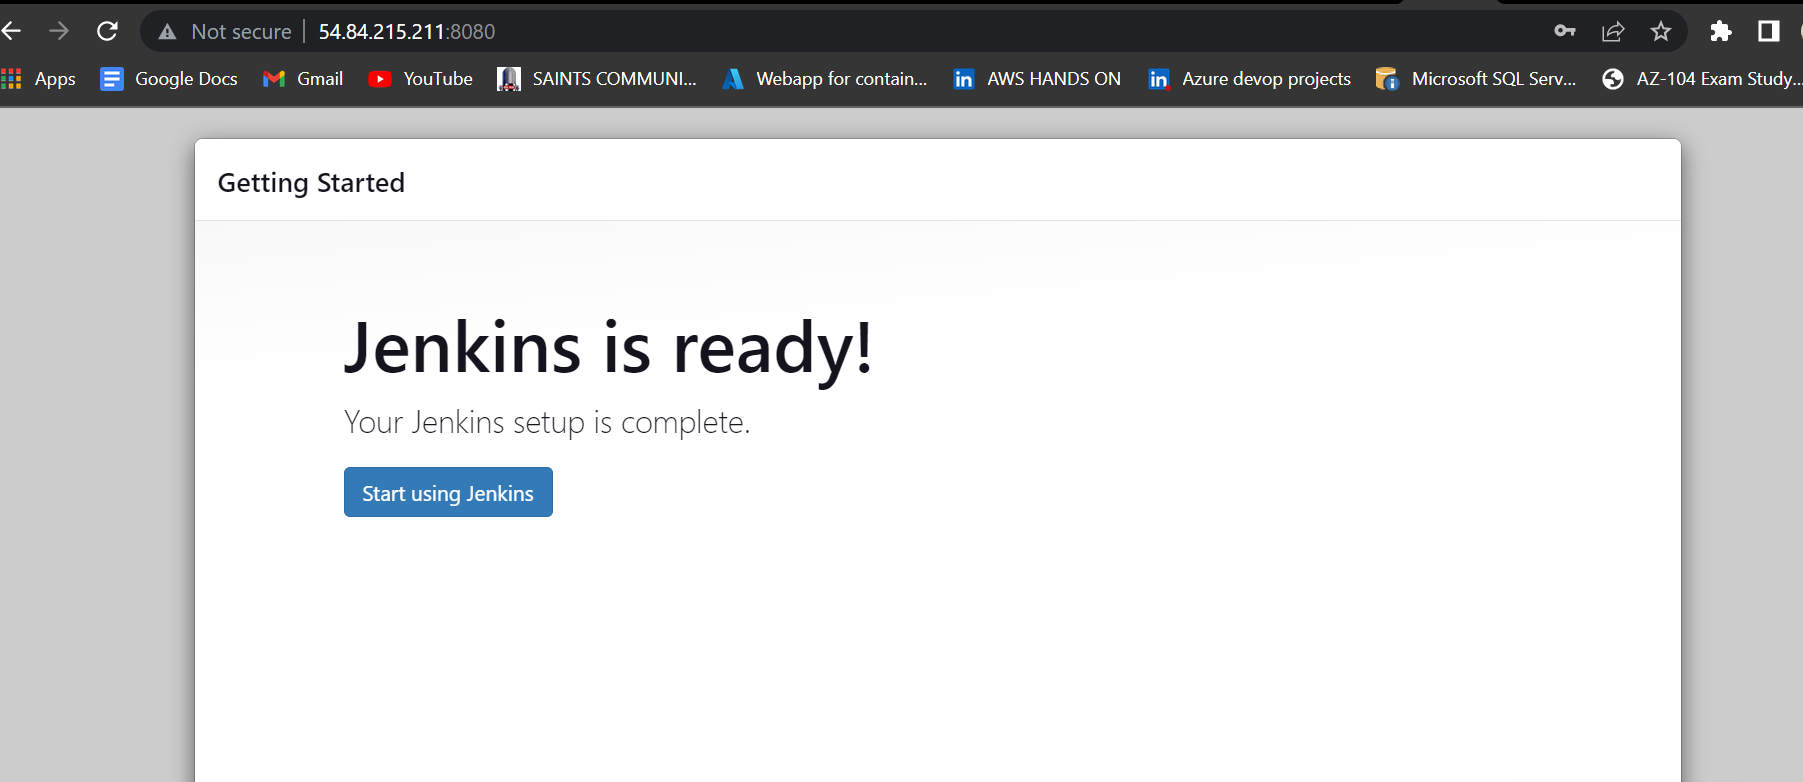 Not secure | 54.84.215.211:8080
Apps Google Docs Gmail YouTube SAINTS COMMUNI... Webapp for contain... AWS HANDS ON Azure devop projects Microsoft SQL Serv... AZ-104 Exam Study...
Getting Started
Jenkins is ready!
Your Jenkins setup is complete.
Start using Jenkins